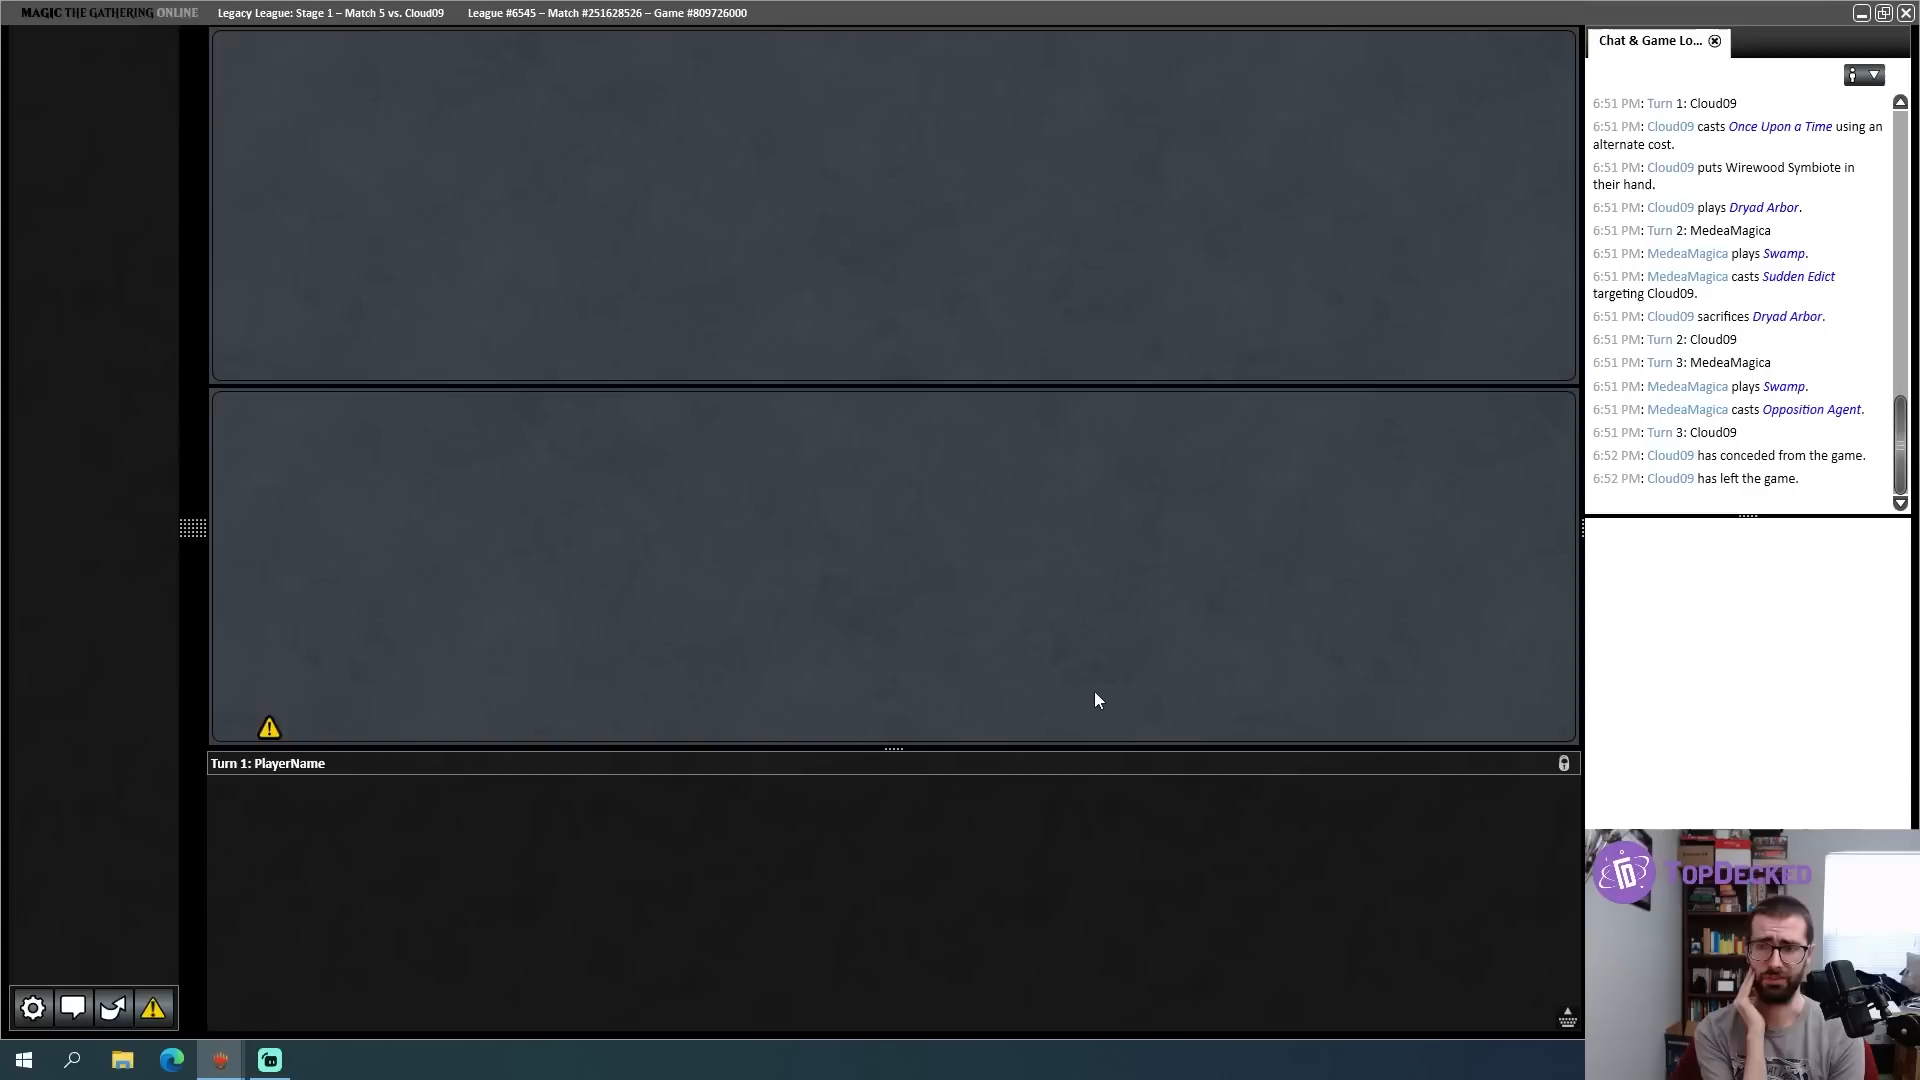 MAGIC THE GATHERING ONLINE
Legacy League: Stage 1 – Match 5 vs. Cloud09
League #6545 – Match #251628526 – Game #809726000
Chat & Game Lo...
6:51 PM: Turn 1: Cloud09
6:51 PM: Cloud09 casts Once Upon a Time using an
alternate cost.
6:51 PM: Cloud09 puts Wirewood Symbiote in
their hand.
6:51 PM: Cloud09 plays Dryad Arbor.
6:51 PM: Turn 2: MedeaMagica
6:51 PM: MedeaMagica plays Swamp.
6:51 PM: MedeaMagica casts Sudden Edict
targeting Cloud09.
6:51 PM: Cloud09 sacrifices Dryad Arbor.
6:51 PM: Turn 2: Cloud09
6:51 PM: Turn 3: MedeaMagica
6:51 PM: MedeaMagica plays Swamp.
6:51 PM: MedeaMagica casts Opposition Agent.
6:51 PM: Turn 3: Cloud09
6:52 PM: Cloud09 has conceded from the game.
6:52 PM: Cloud09 has left the game.
Turn 1: PlayerName
TOPDECKED